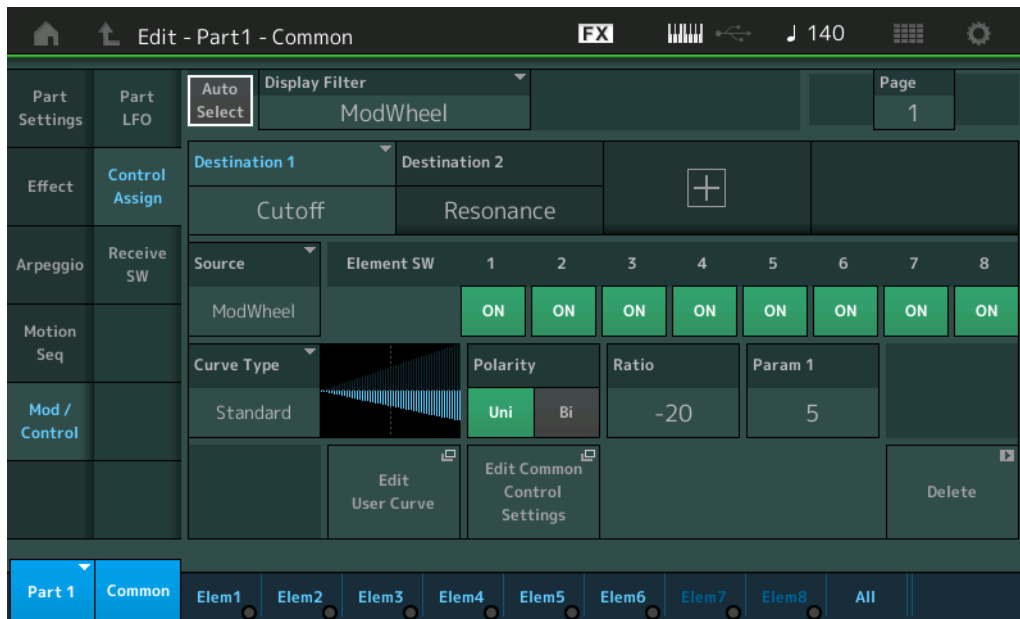 Edit - Part1 - Common
FX
♩ 140
Part Settings
Part LFO
Auto Select
Display Filter
ModWheel
Page
1
Effect
Control Assign
Destination 1
Cutoff
Destination 2
Resonance
+
Arpeggio
Receive SW
Source
ModWheel
Element SW
1 2 3 4 5 6 7 8
ON ON ON ON ON ON ON ON
Motion Seq
Curve Type
Standard
Polarity
Uni Bi
Ratio
-20
Param 1
5
Mod / Control
Edit User Curve
Edit Common Control Settings
Delete
Part 1 Common Elem1 Elem2 Elem3 Elem4 Elem5 Elem6 Elem7 Elem8 All